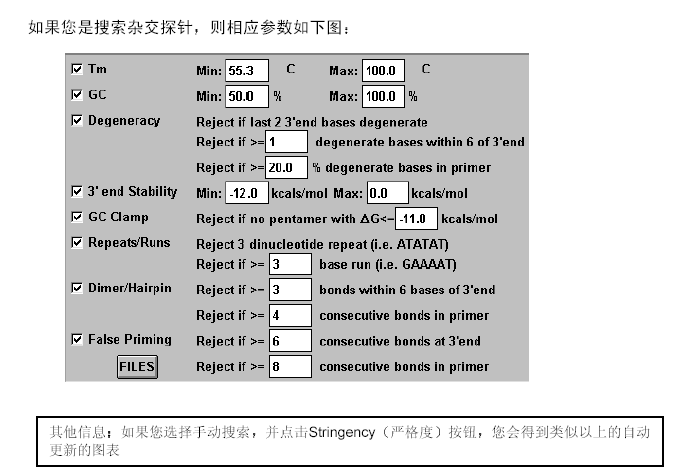 如果您是搜索杂交探针，则相应参数如下图：
Tm Min: 55.3 C Max: 100.0 C
GC Min: 50.0 % Max: 100.0 %
Degeneracy Reject if last 2 3'end bases degenerate
Reject if >= 1 degenerate bases within 6 of 3'end
Reject if >= 20.0 % degenerate bases in primer
3' end Stability Min: -12.0 kcals/mol Max: 0.0 kcals/mol
GC Clamp Reject if no pentamer with ΔG<= -11.0 kcals/mol
Repeats/Runs Reject 3 dinucleotide repeat (i.e. ATATAT)
Reject if >= 3 base run (i.e. GAAAAT)
Dimer/Hairpin Reject if >= 3 bonds within 6 bases of 3'end
Reject if >= 4 consecutive bonds in primer
False Priming Reject if >= 6 consecutive bonds at 3'end
FILES Reject if >= 8 consecutive bonds in primer
其他信息：如果您选择手动搜索，并点击Stringency（严格度）按钮，您会得到类似以上的自动
更新的图表